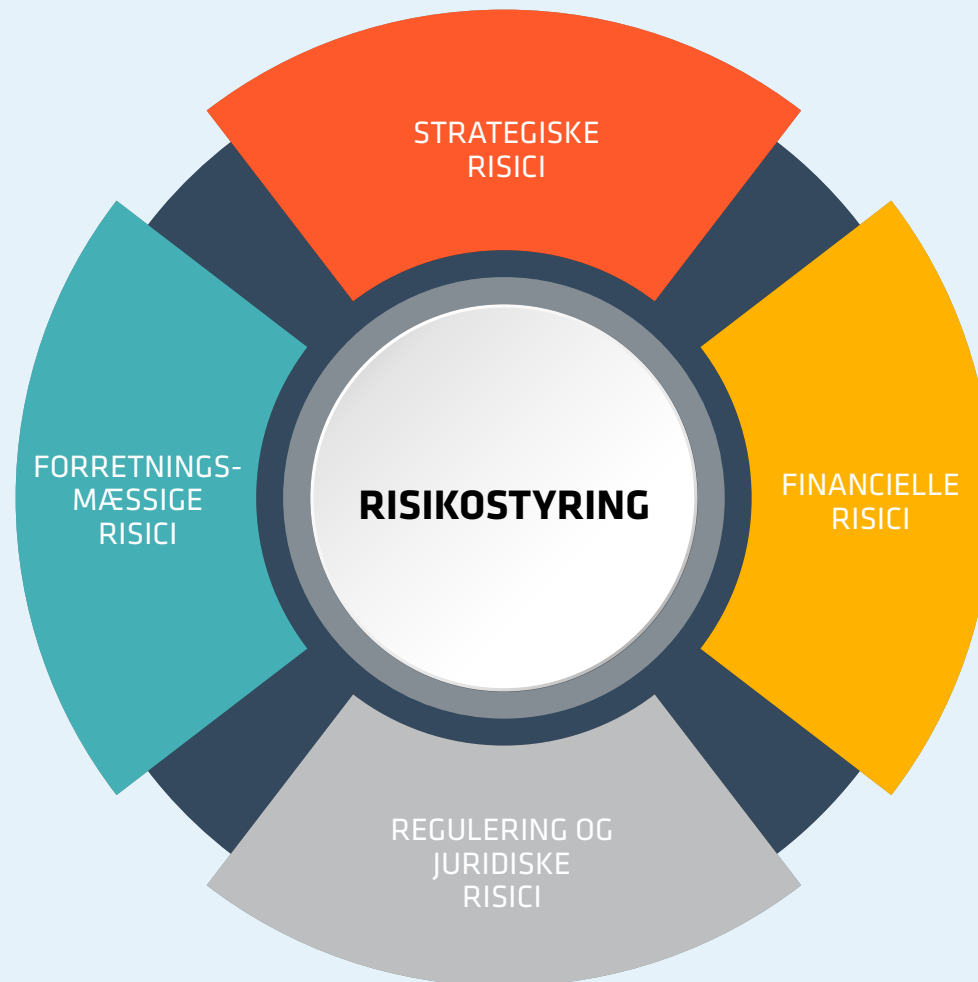 STRATEGISKE
RISICI
FORRETNINGS-
MÆSSIGE
RISICI
RISIKOSTYRING
FINANCIELLE
RISICI
REGULERING OG
JURIDISKE
RISICI